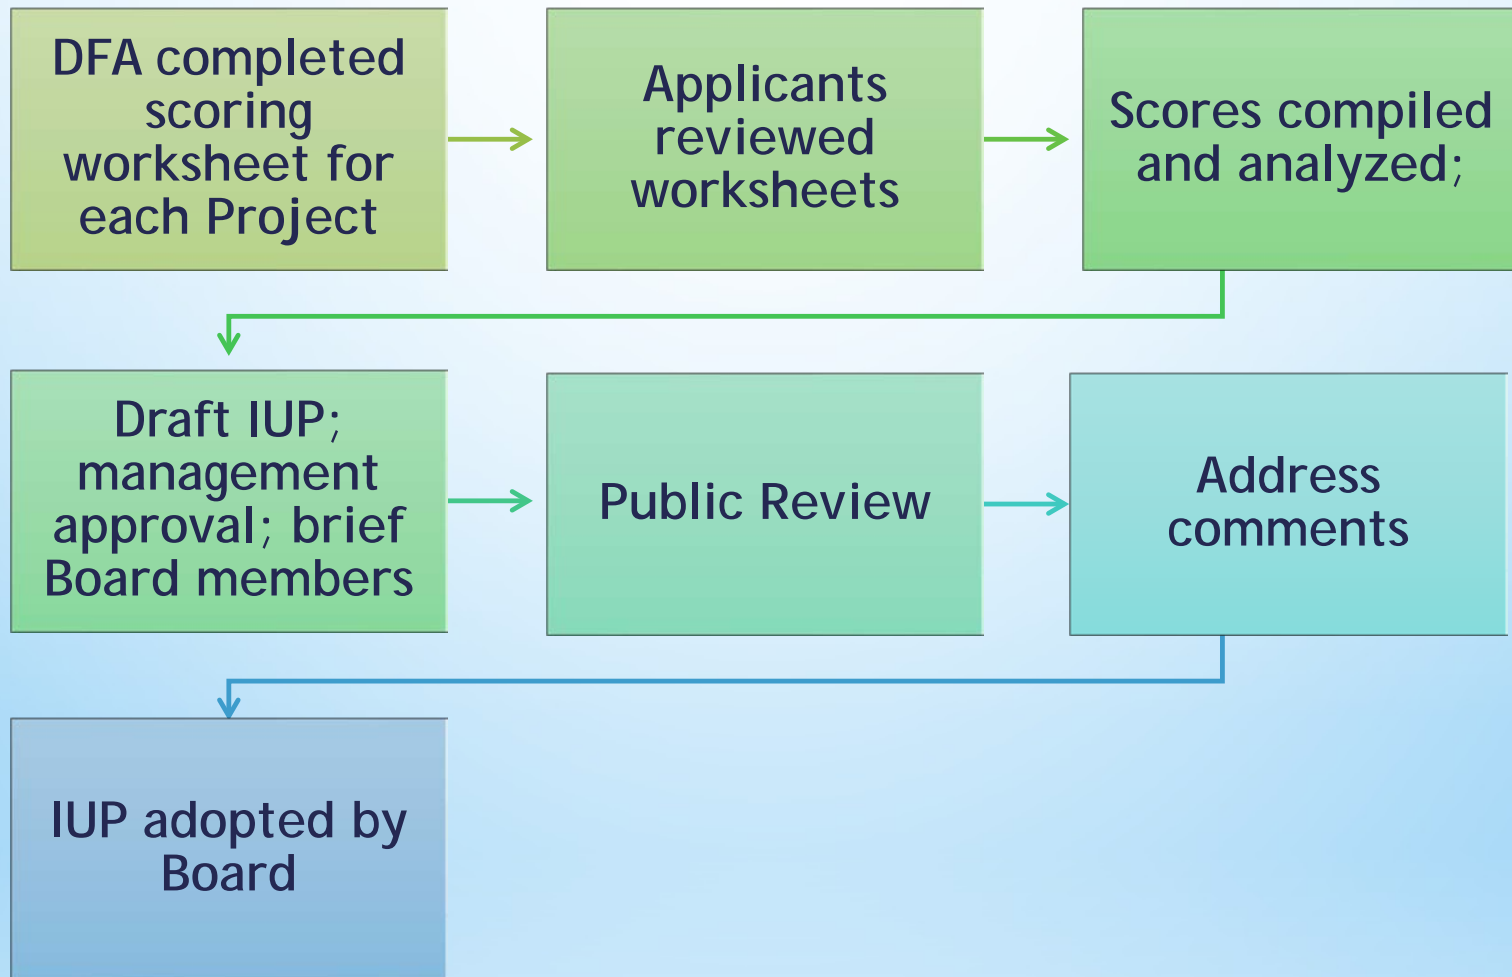 DFA completed
scoring
worksheet for
each Project
Applicants
reviewed
worksheets
Scores compiled
and analyzed;
Draft IUP;
management
approval; brief
Board members
Public Review
Address
comments
IUP adopted by
Board